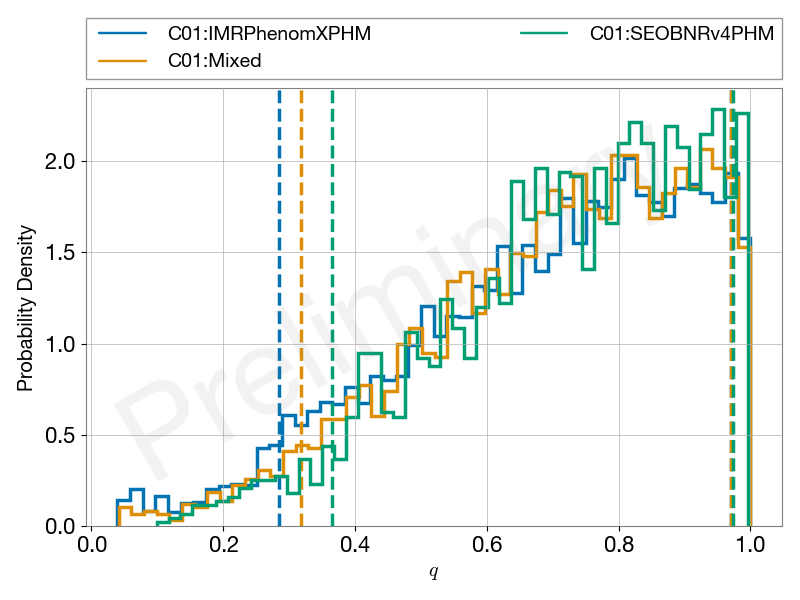 C01:IMRPhenomXPHM
C01:Mixed
C01:SEOBNRv4PHM
Preliminary
Probability Density
2.0
1.5
1.0
0.5
0.0
0.0 0.2 0.4 0.6 0.8 1.0
q